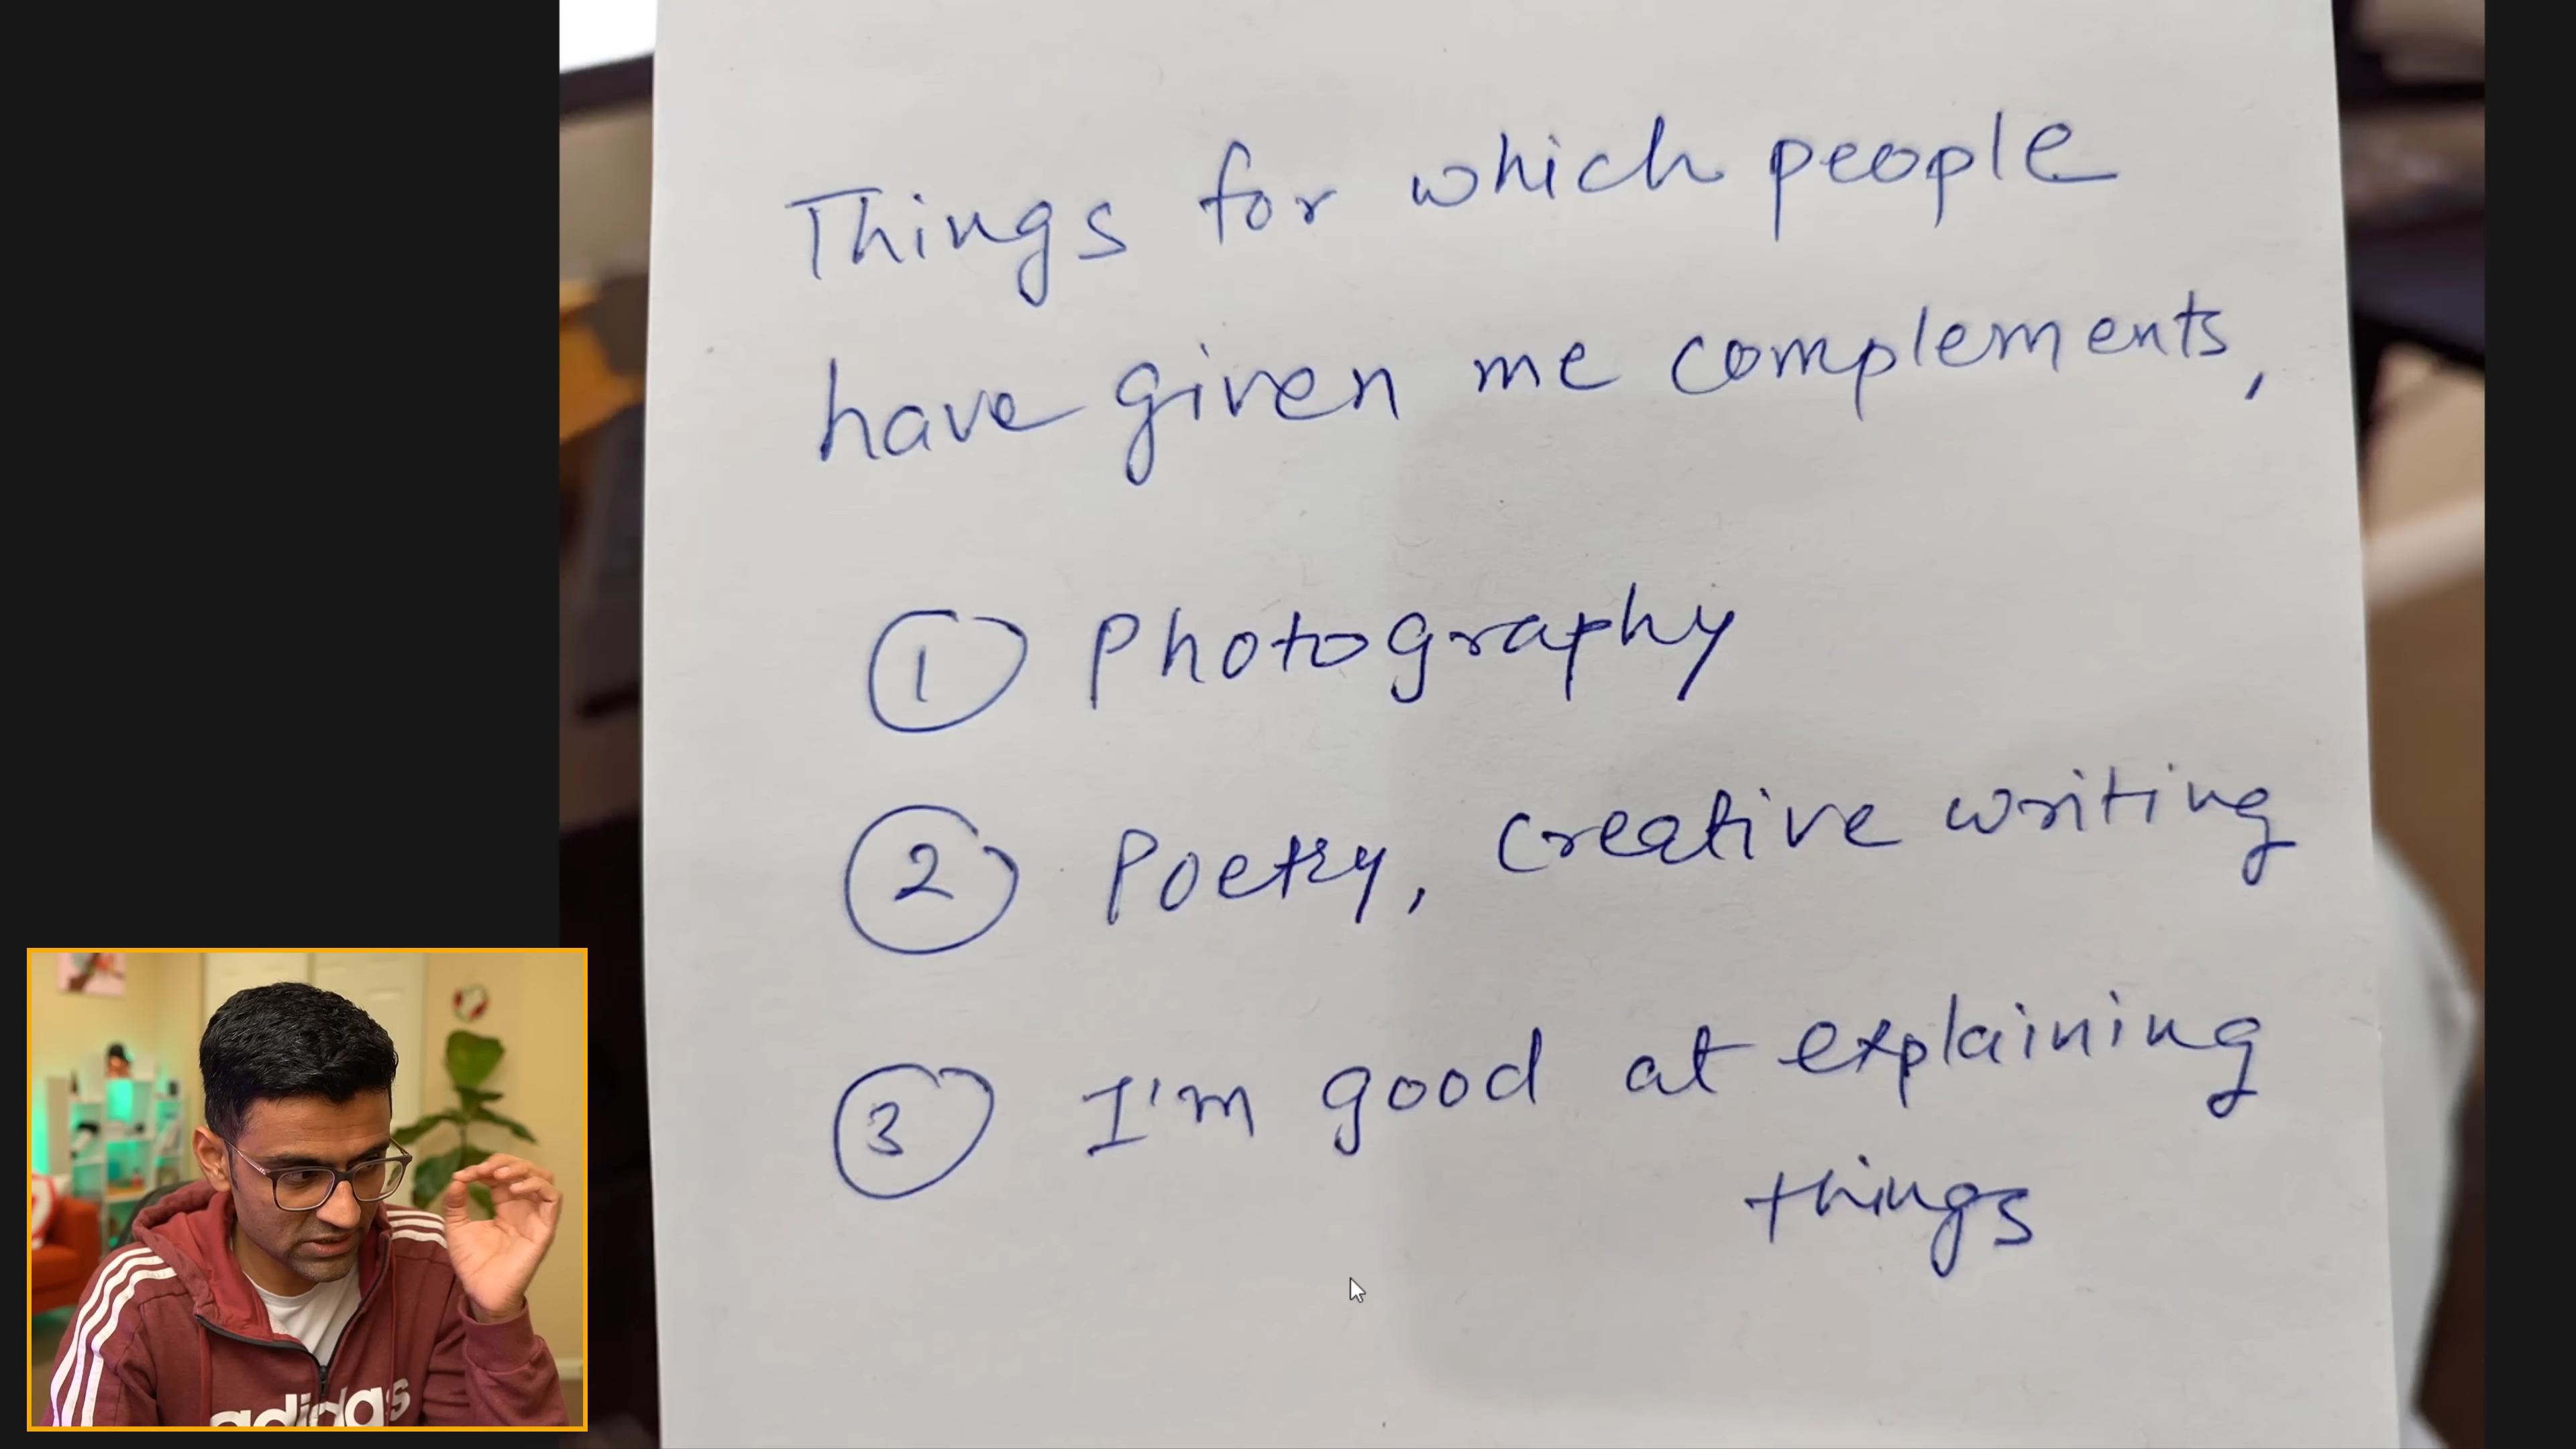 Things for which people
have given me complements,
1 Photography
2 Poetry, creative writing
3 I'm good at explaining
things
adidas